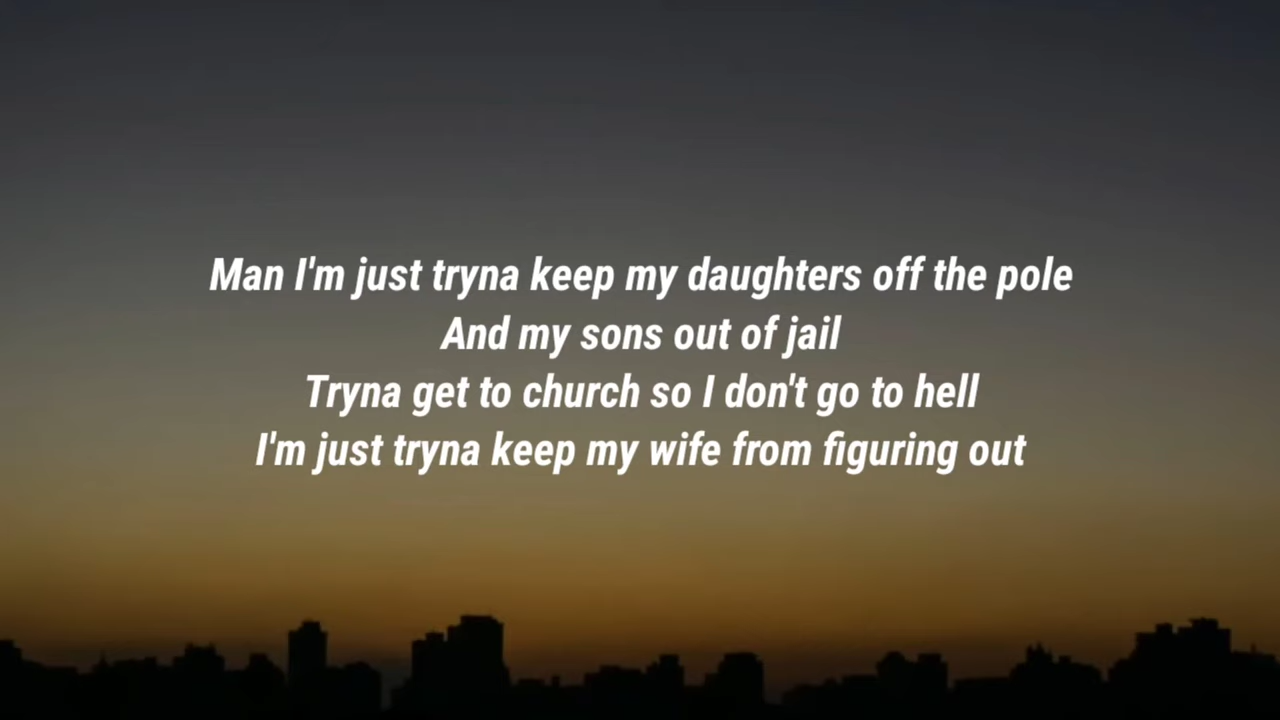 Man I'm just tryna keep my daughters off the pole
And my sons out of jail
Tryna get to church so I don't go to hell
I'm just tryna keep my wife from figuring out